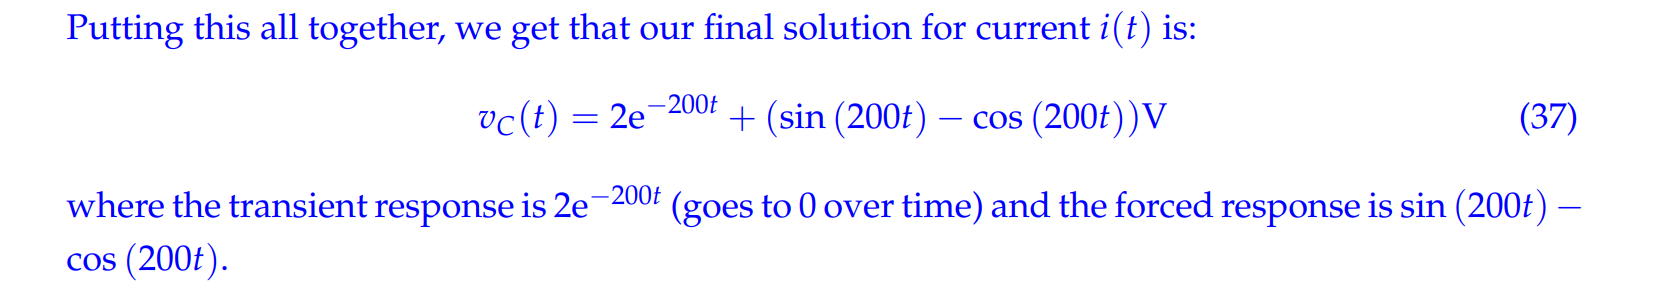 Putting this all together, we get that our final solution for current i(t) is:
v_C(t) = 2e^{−200t} + (sin (200t) − cos (200t))V (37)
where the transient response is 2e^{−200t} (goes to 0 over time) and the forced response is sin (200t) −
cos (200t).